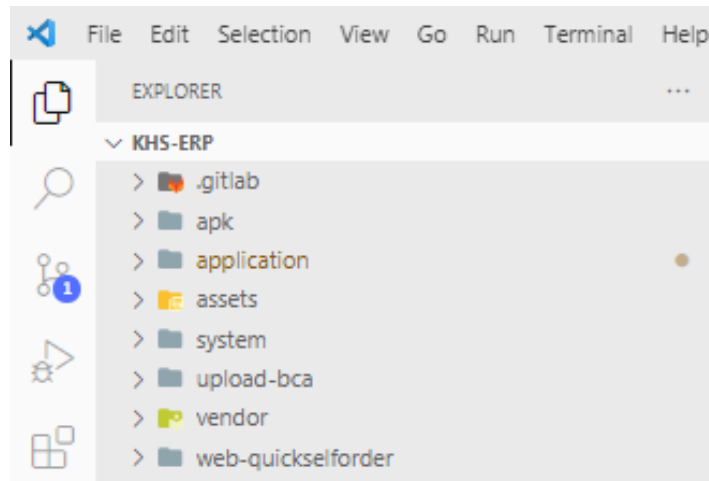 File Edit Selection View Go Run Terminal Help
EXPLORER ...
KHS-ERP
.gitlab
apk
application
assets
1
system
upload-bca
vendor
web-quickselforder